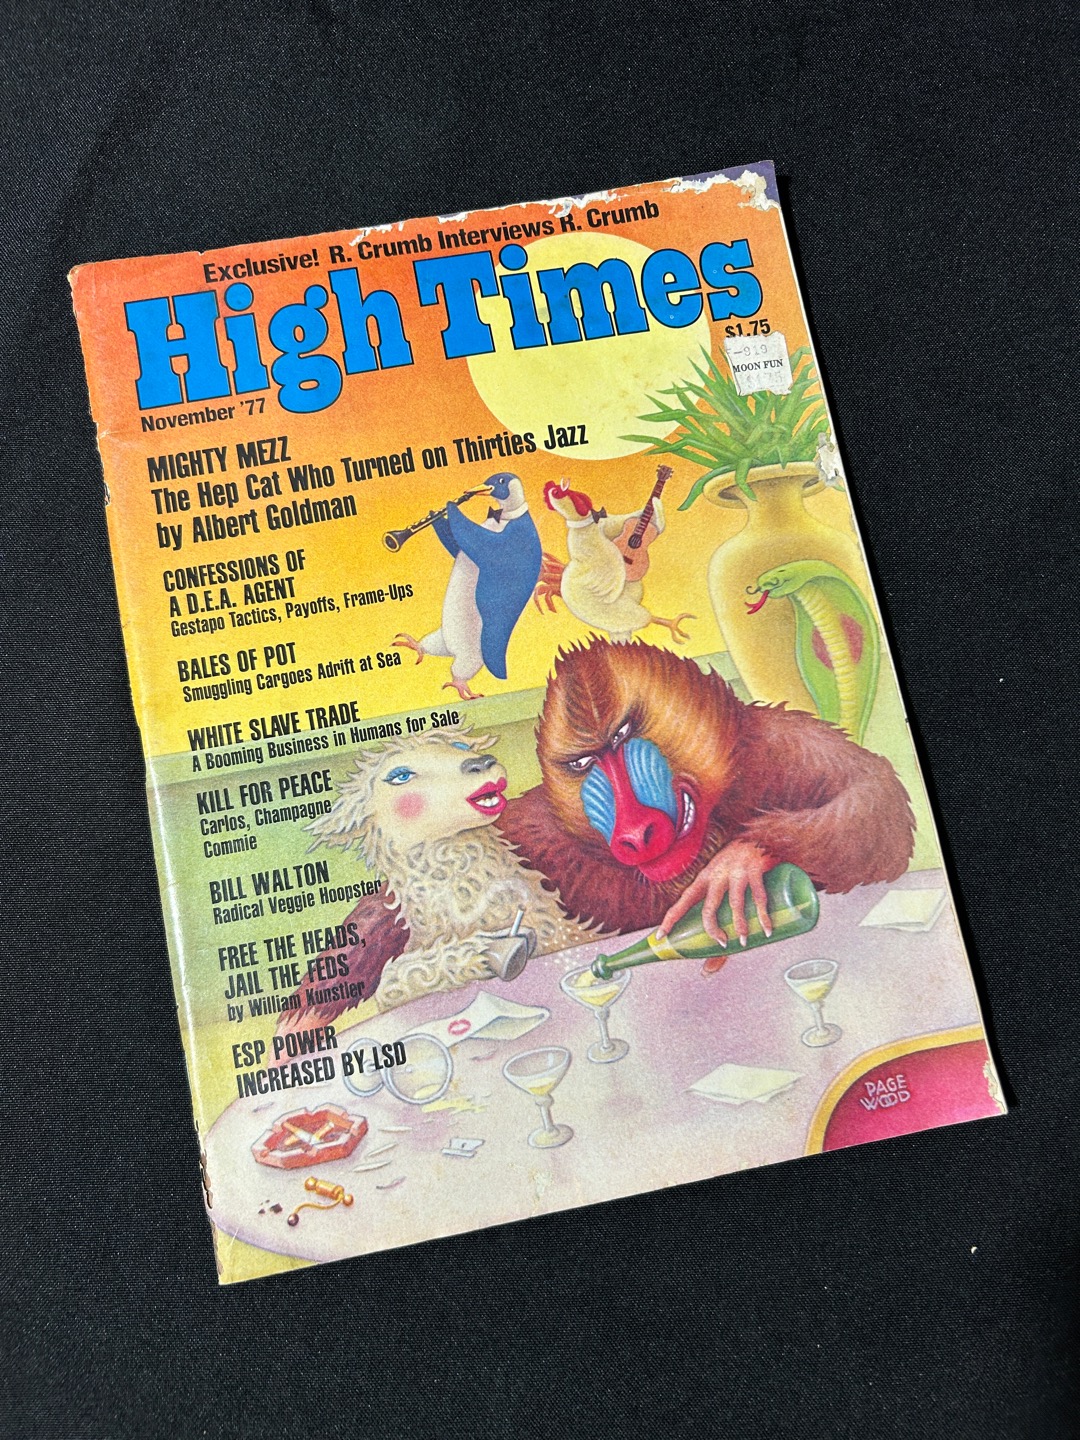 Exclusive! R. Crumb Interviews R. Crumb
High Times
$1.75
MOON FUN
November '77
MIGHTY MEZZ
The Hep Cat Who Turned on Thirties Jazz
by Albert Goldman
CONFESSIONS OF
A D.E.A. AGENT
Gestapo Tactics, Payoffs, Frame-Ups
BALES OF POT
Smuggling Cargoes Adrift at Sea
WHITE SLAVE TRADE
A Booming Business in Humans for Sale
KILL FOR PEACE
Carlos, Champagne
Commie
BILL WALTON
Radical Veggie Hoopster
FREE THE HEADS,
JAIL THE FEDS
by William Kunstler
ESP POWER
INCREASED BY LSD
PAGE
WOOD